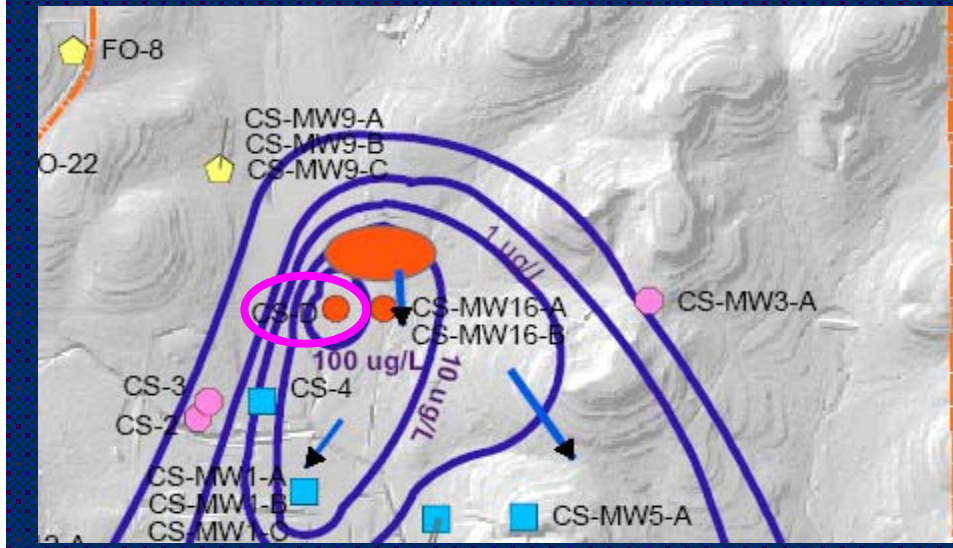 FO-8
CS-MW9-A
CS-MW9-B
CS-MW9-C
O-22
1 ug/L
CS-MW3-A
CS-D
CS-MW16-A
CS-MW16-B
100 ug/L
10 ug/L
CS-3
CS-4
CS-2
CS-MW1-A
CS-MW1-B
CS-MW1-C
CS-MW5-A